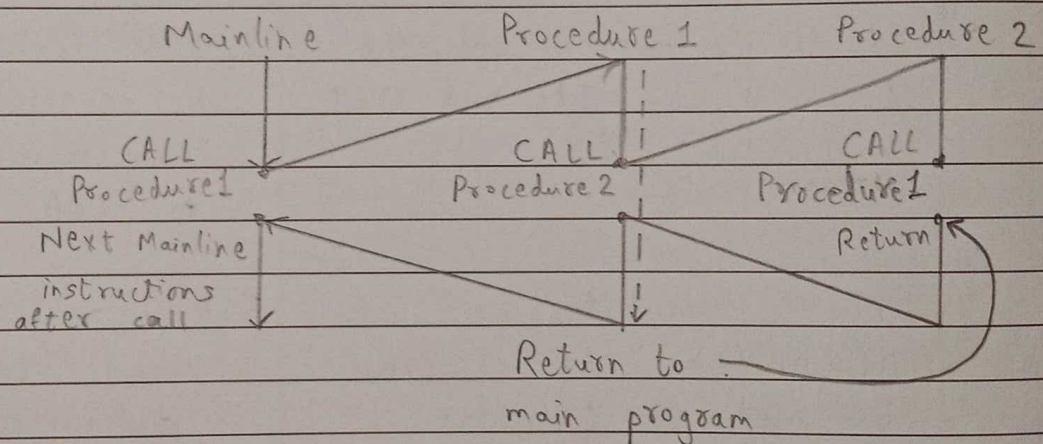 Mainline Procedure 1 Procedure 2
CALL CALL CALL
Procedure1 Procedure 2 Procedure1
Next Mainline Return
instructions
after call
Return to
main program